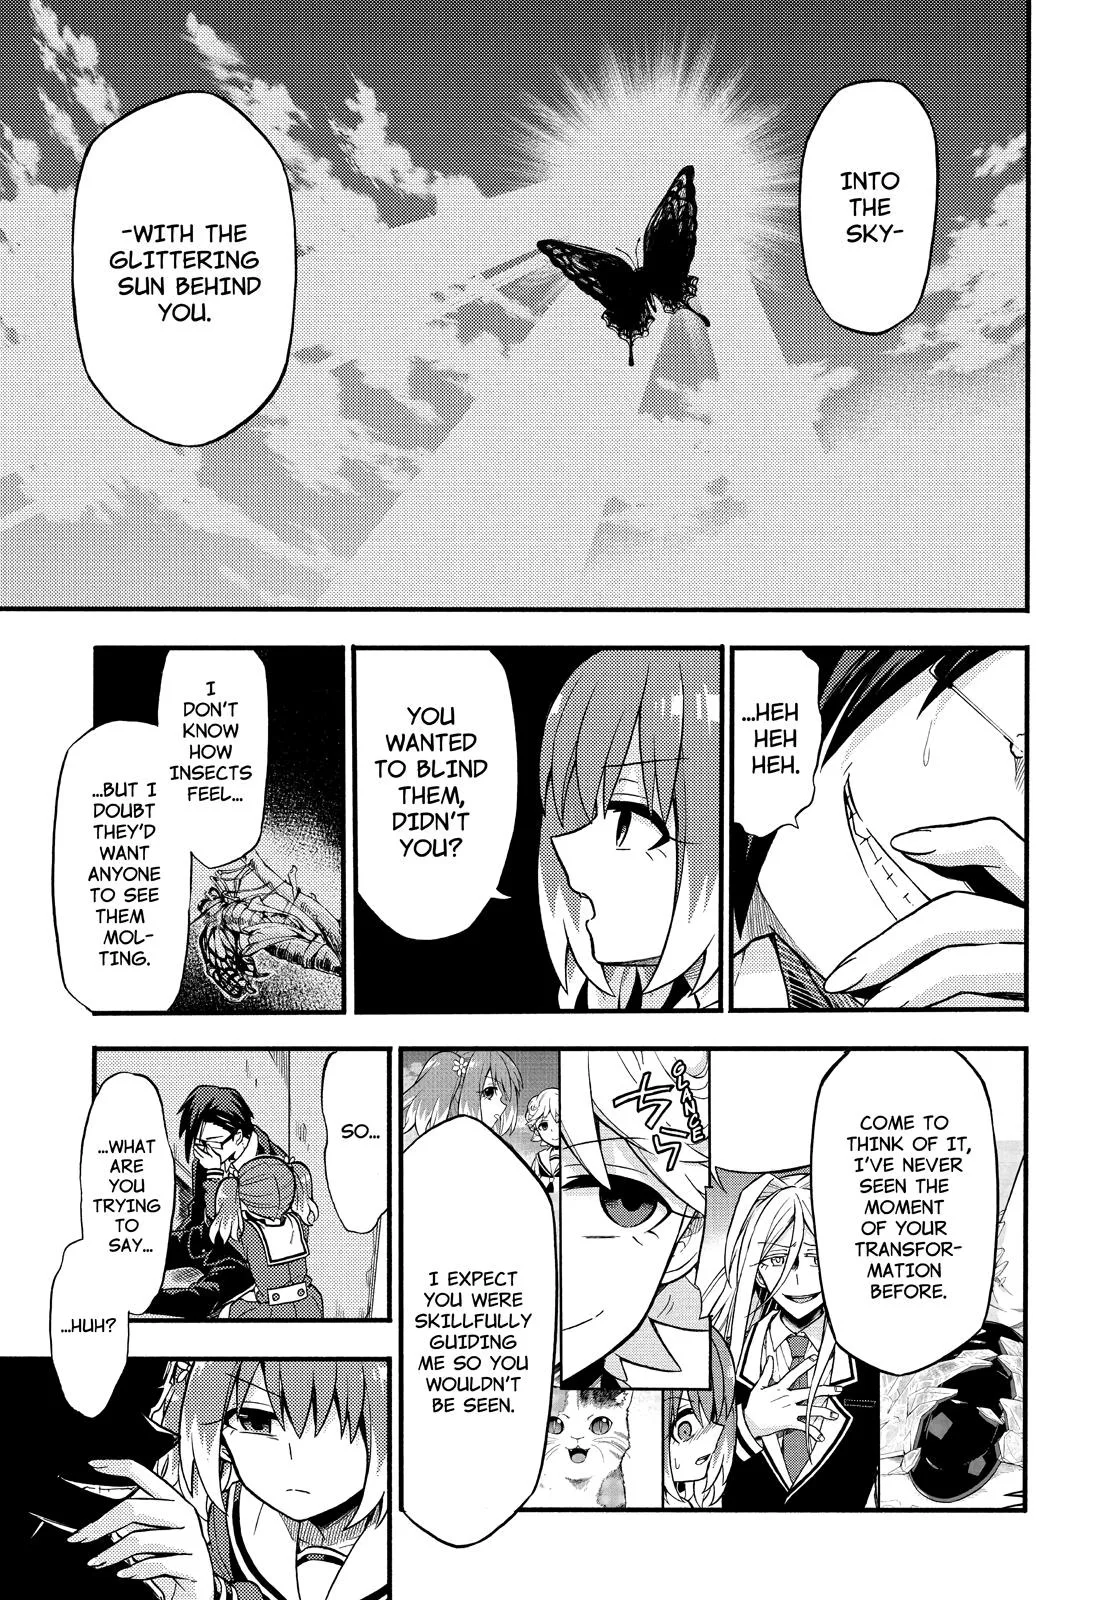 INTO
THE
SKY-
-WITH THE
GLITTERING
SUN BEHIND
YOU.
...HEH
HEH
HEH.
YOU
WANTED
TO BLIND
THEM,
DIDN'T
YOU?
I
DON'T
KNOW
HOW
INSECTS
FEEL...
...BUT I
DOUBT
THEY'D
WANT
ANYONE
TO SEE
THEM
MOL-
TING.
COME TO
THINK OF IT,
I'VE NEVER
SEEN THE
MOMENT
OF YOUR
TRANSFOR-
MATION
BEFORE.
GLANCE
チラ
I EXPECT
YOU WERE
SKILLFULLY
GUIDING
ME SO YOU
WOULDN'T
BE SEEN.
SO...
...WHAT
ARE
YOU
TRYING
TO
SAY...
...HUH?